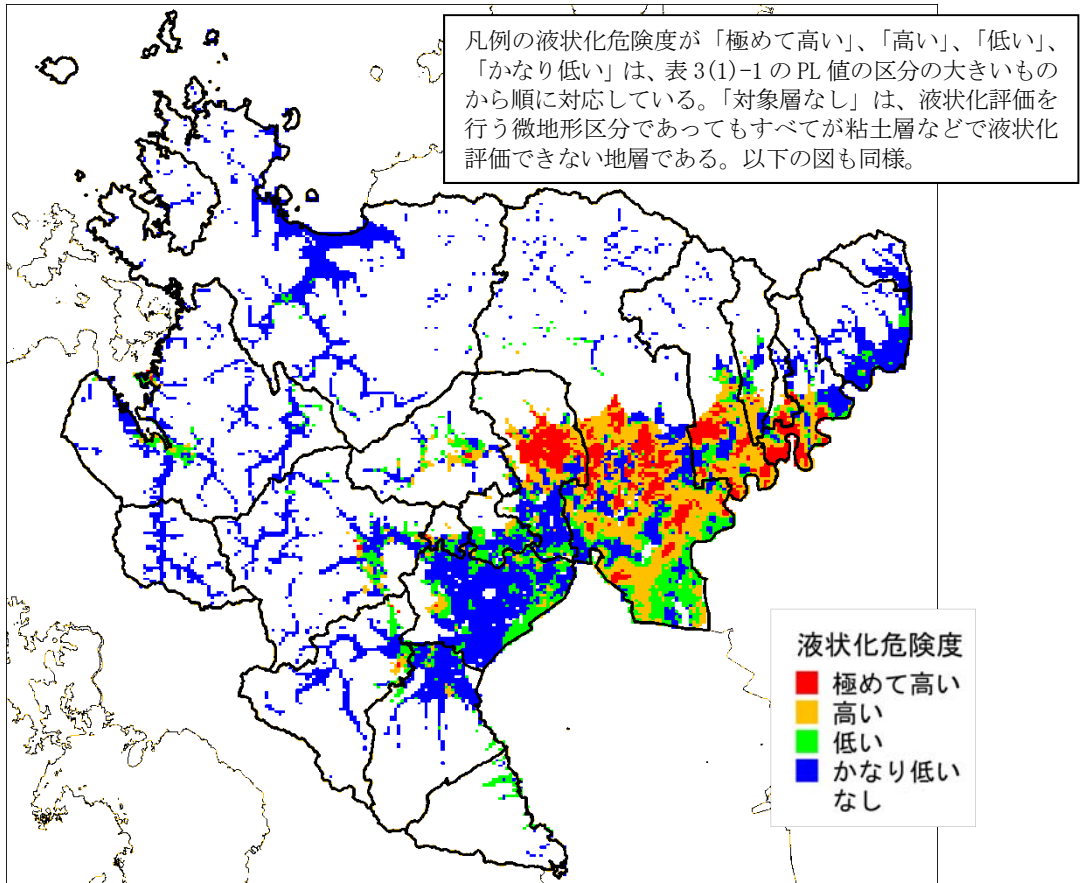 凡例の液状化危険度が「極めて高い」、「高い」、「低い」、
「かなり低い」は、表 3(1)-1 の PL 値の区分の大きいもの
から順に対応している。「対象層なし」は、液状化評価を
行う微地形区分であってもすべてが粘土層などで液状化
評価できない地層である。以下の図も同様。
液状化危険度
極めて高い
高い
低い
かなり低い
なし